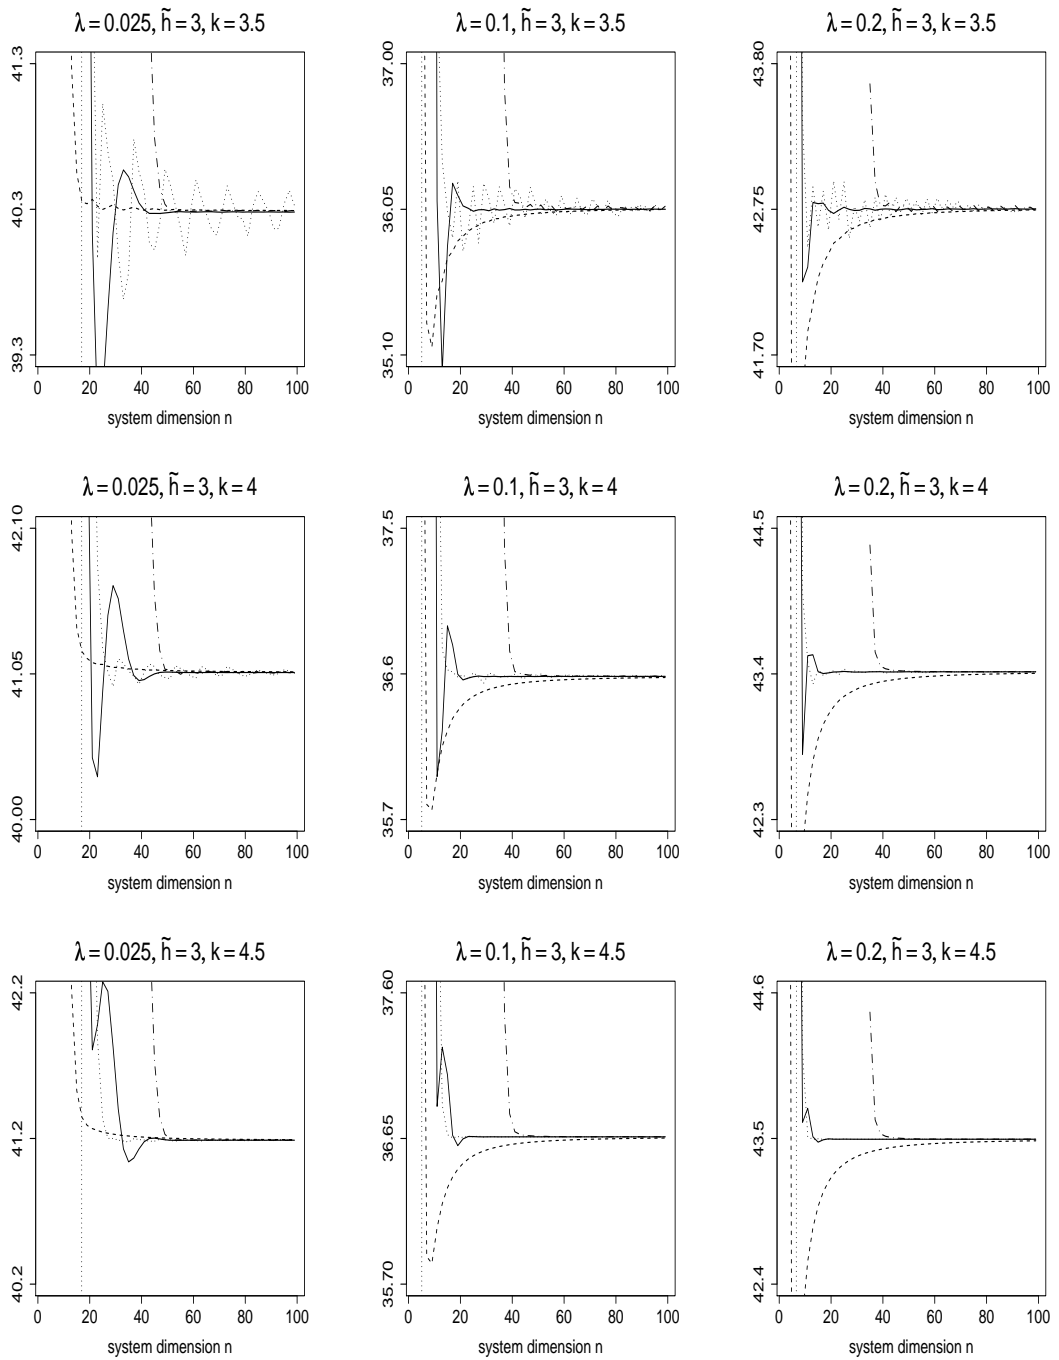 λ = 0.025, h̃ = 3, k = 3.5
41.3
40.3
39.3
0 20 40 60 80 100
system dimension n
λ = 0.1, h̃ = 3, k = 3.5
37.00
36.05
35.10
0 20 40 60 80 100
system dimension n
λ = 0.2, h̃ = 3, k = 3.5
43.80
42.75
41.70
0 20 40 60 80 100
system dimension n
λ = 0.025, h̃ = 3, k = 4
42.10
41.05
40.00
0 20 40 60 80 100
system dimension n
λ = 0.1, h̃ = 3, k = 4
37.5
36.6
35.7
0 20 40 60 80 100
system dimension n
λ = 0.2, h̃ = 3, k = 4
44.5
43.4
42.3
0 20 40 60 80 100
system dimension n
λ = 0.025, h̃ = 3, k = 4.5
42.2
41.2
40.2
0 20 40 60 80 100
system dimension n
λ = 0.1, h̃ = 3, k = 4.5
37.60
36.65
35.70
0 20 40 60 80 100
system dimension n
λ = 0.2, h̃ = 3, k = 4.5
44.6
43.5
42.4
0 20 40 60 80 100
system dimension n